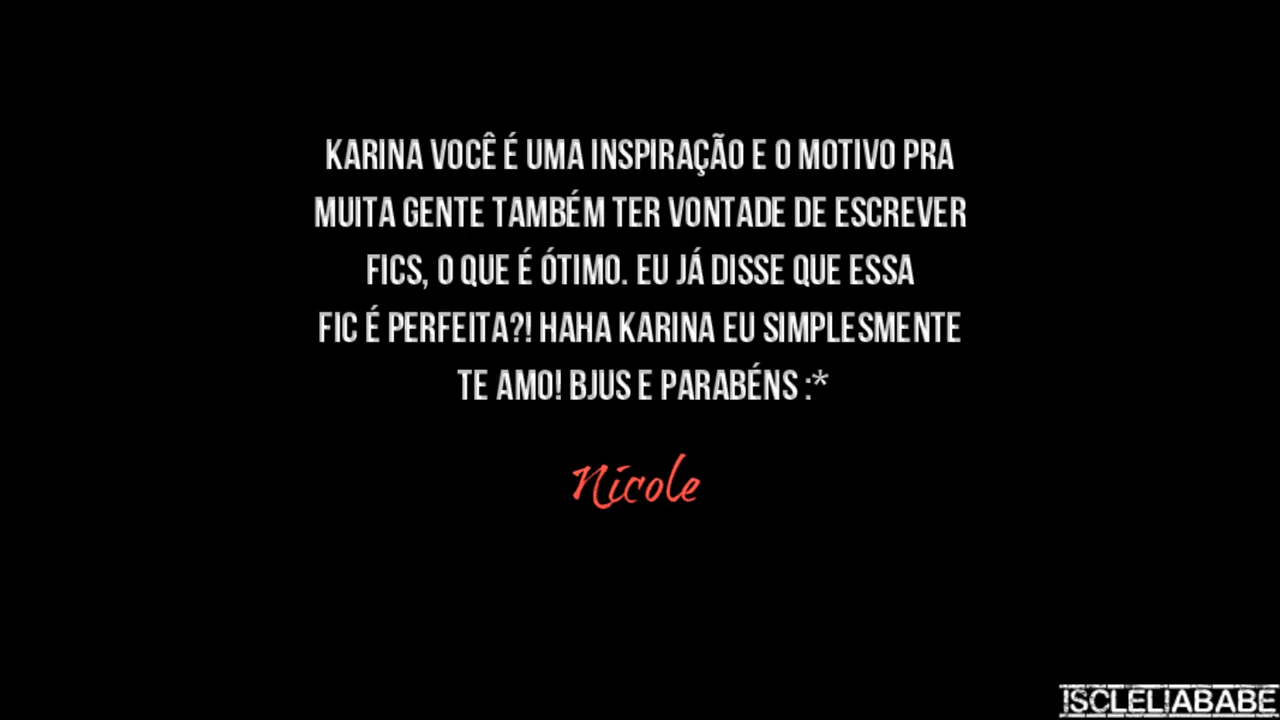 KARINA VOCÊ É UMA INSPIRAÇÃO E O MOTIVO PRA
MUITA GENTE TAMBÉM TER VONTADE DE ESCREVER
FICS, O QUE É ÓTIMO. EU JÁ DISSE QUE ESSA
FIC É PERFEITA?! HAHA KARINA EU SIMPLESMENTE
TE AMO! BJUS E PARABÉNS :*
Nicole
ISCLELIABABE